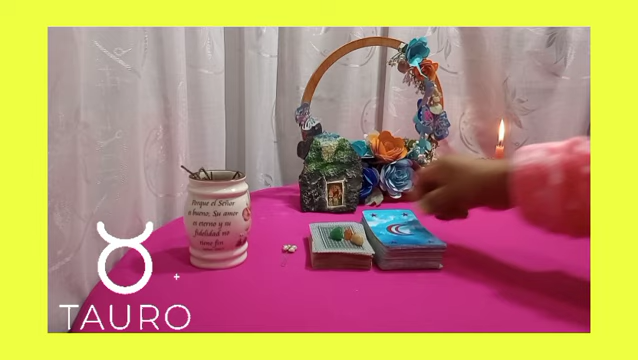 Porque el Señor
es bueno; Su amor
es eterno y su
fidelidad no
tiene fin
TAURO